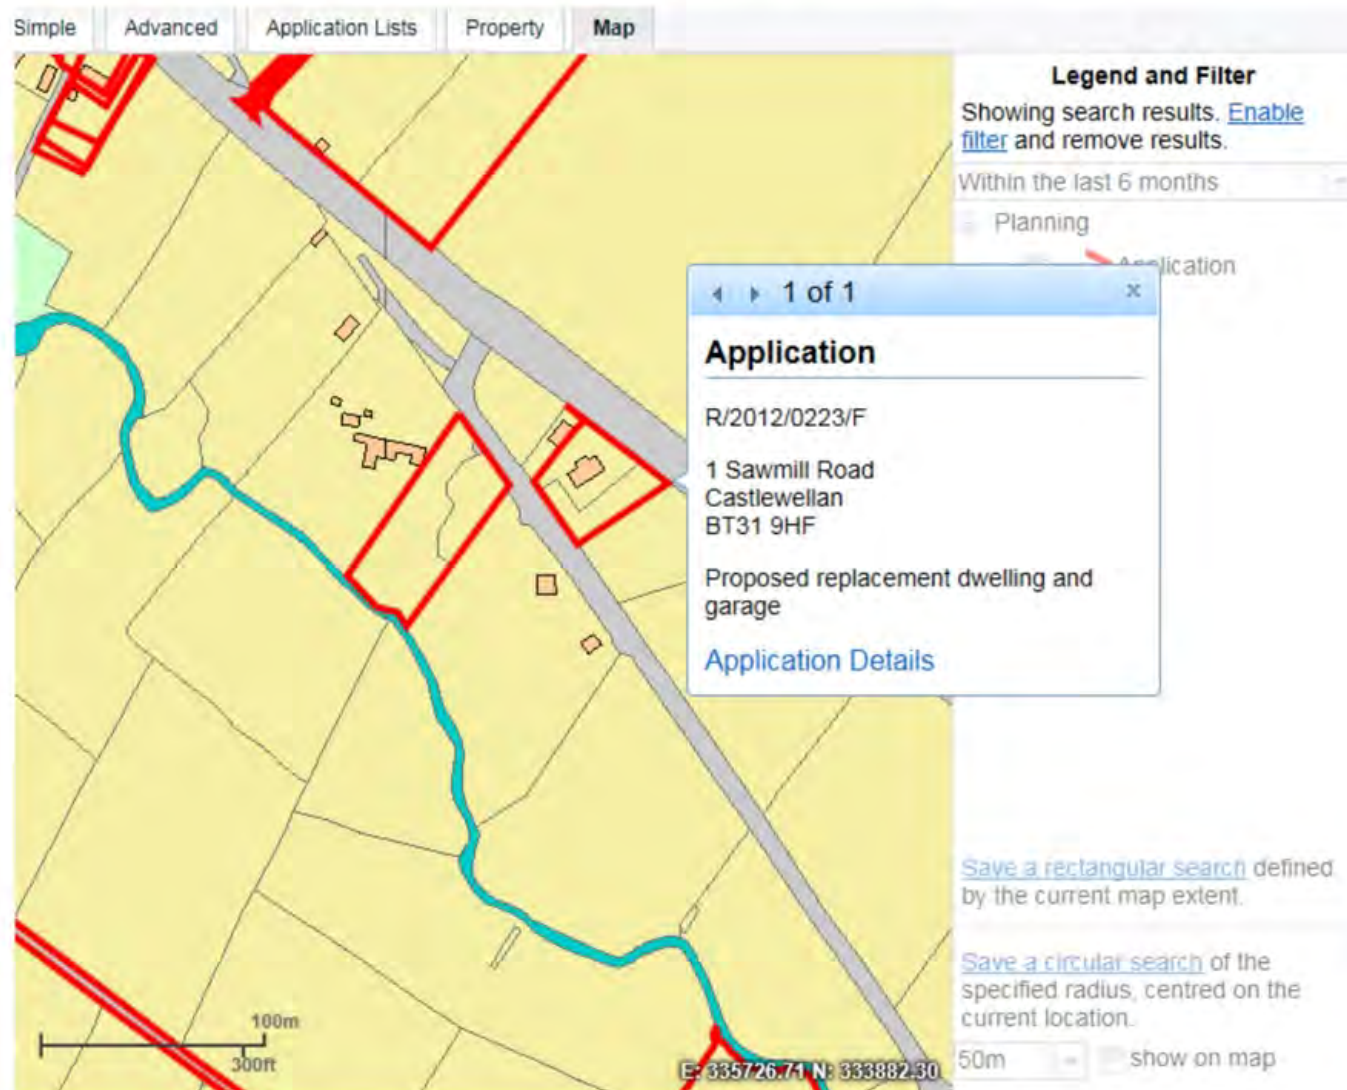 Simple Advanced Application Lists Property Map
Legend and Filter
Showing search results. Enable
filter and remove results.
Within the last 6 months
Planning
Application
1 of 1
Application
R/2012/0223/F
1 Sawmill Road
Castlewellan
BT31 9HF
Proposed replacement dwelling and
garage
Application Details
Save a rectangular search defined
by the current map extent.
Save a circular search of the
specified radius, centred on the
current location.
50m show on map
100m
300ft
E: 335726.71 N: 333882.30